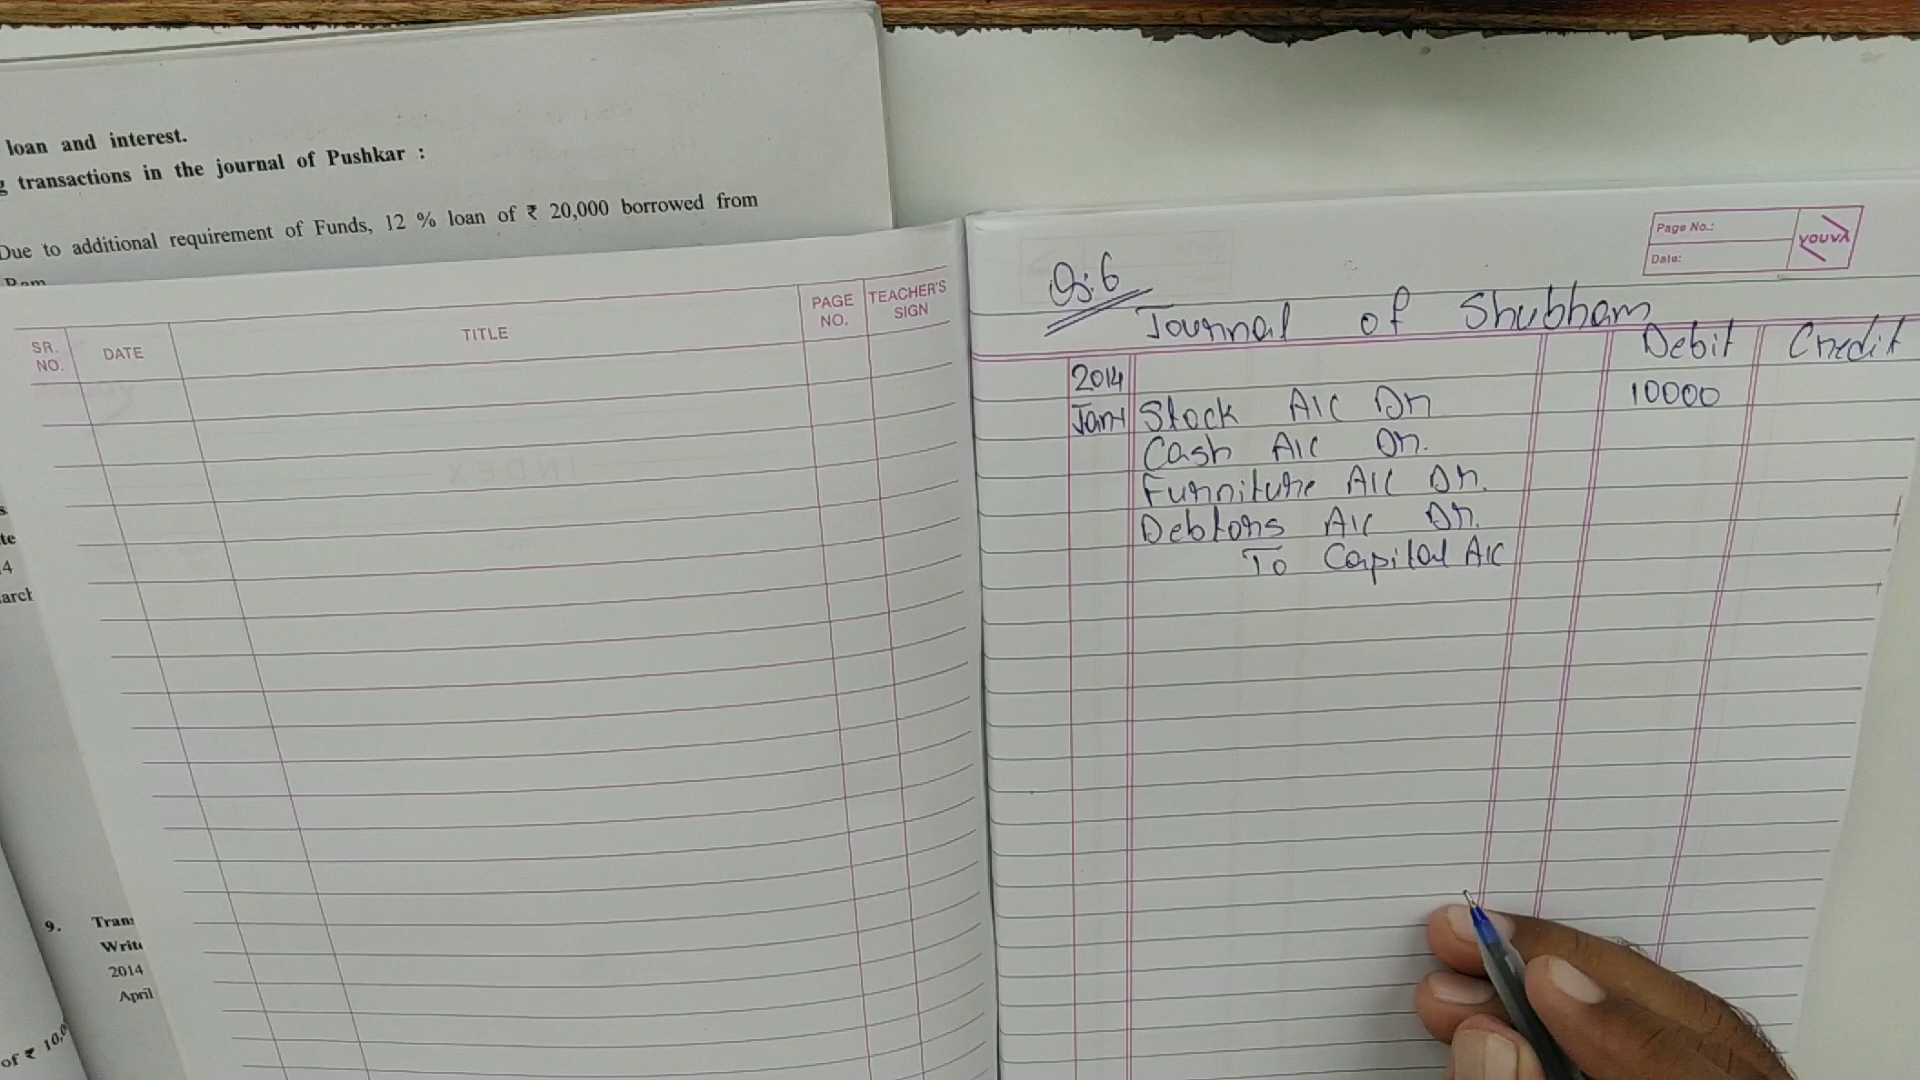 loan and interest.
transactions in the journal of Pushkar :
Due to additional requirement of Funds, 12 % loan of ₹ 20,000 borrowed from
SR. NO.
DATE
TITLE
PAGE NO.
TEACHER'S SIGN
9.
2014
April
of ₹
Page No.:
Date:
YOUVA
Q:6
Journal of Shubham
Debit Credit
2014
Jan1 Stock A/C Dr 10000
Cash A/C Dr.
Furniture A/C Dr.
Debtors A/C Dr.
To Capital A/C